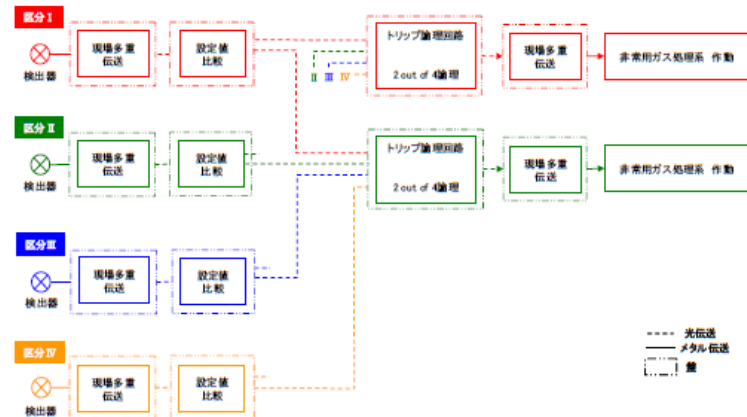 区分Ⅰ
検出器
現場多重
伝送
設定値
比較
Ⅱ Ⅲ Ⅳ
トリップ論理回路
2 out of 4論理
現場多重
伝送
非常用ガス処理系 作動
区分Ⅱ
検出器
現場多重
伝送
設定値
比較
トリップ論理回路
2 out of 4論理
現場多重
伝送
非常用ガス処理系 作動
区分Ⅲ
検出器
現場多重
伝送
設定値
比較
区分Ⅳ
検出器
現場多重
伝送
設定値
比較
光伝送
メタル伝送
盤